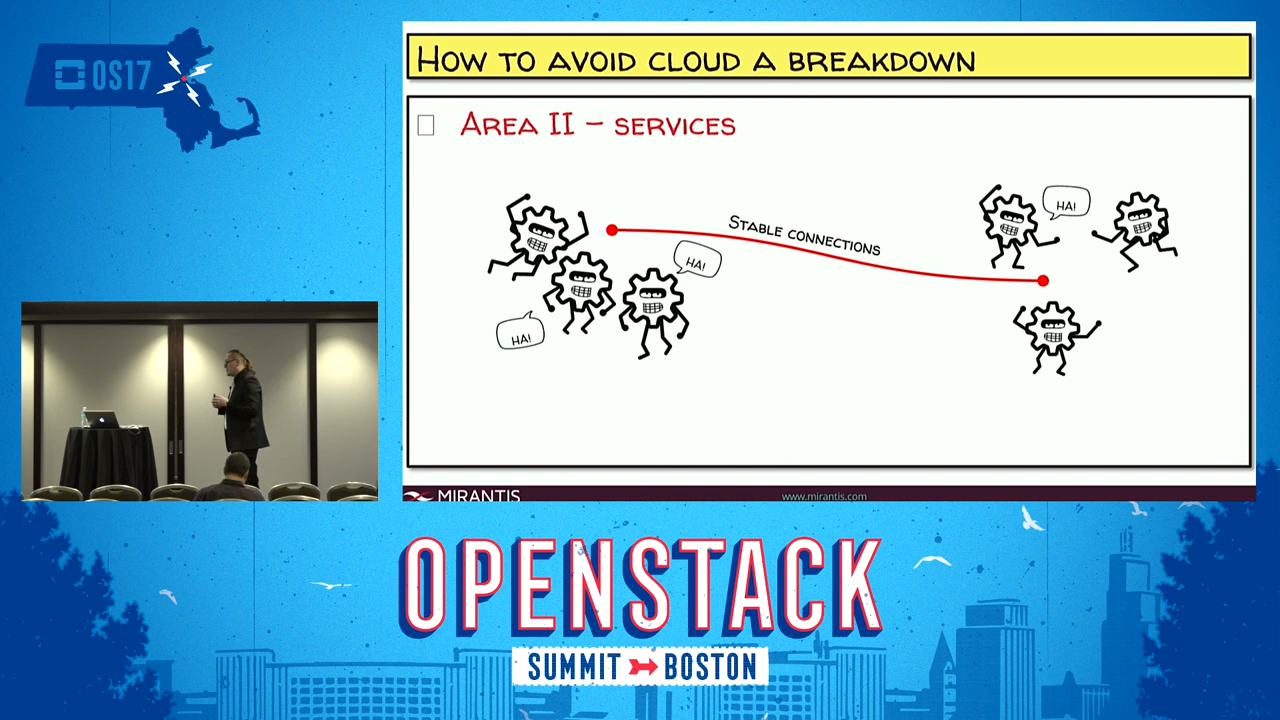 OS17
HOW TO AVOID CLOUD A BREAKDOWN
AREA II – SERVICES
STABLE CONNECTIONS
HA!
HA!
HA!
MIRANTIS
www.mirantis.com
OPENSTACK
SUMMIT BOSTON